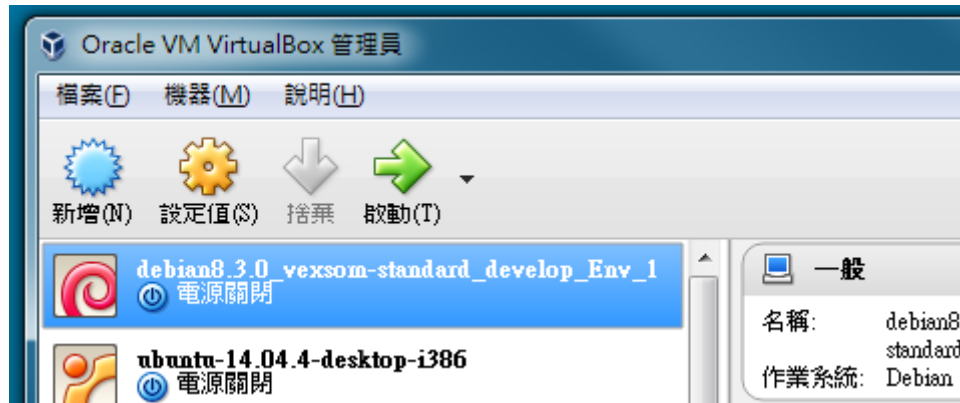 Oracle VM VirtualBox 管理員
檔案(F) 機器(M) 說明(H)
新增(N) 設定值(S) 捨棄 啟動(T)
debian8.3.0_vexsom-standard_develop_Env_1
電源關閉
ubuntu-14.04.4-desktop-i386
電源關閉
一般
名稱: debian8
standard
作業系統: Debian